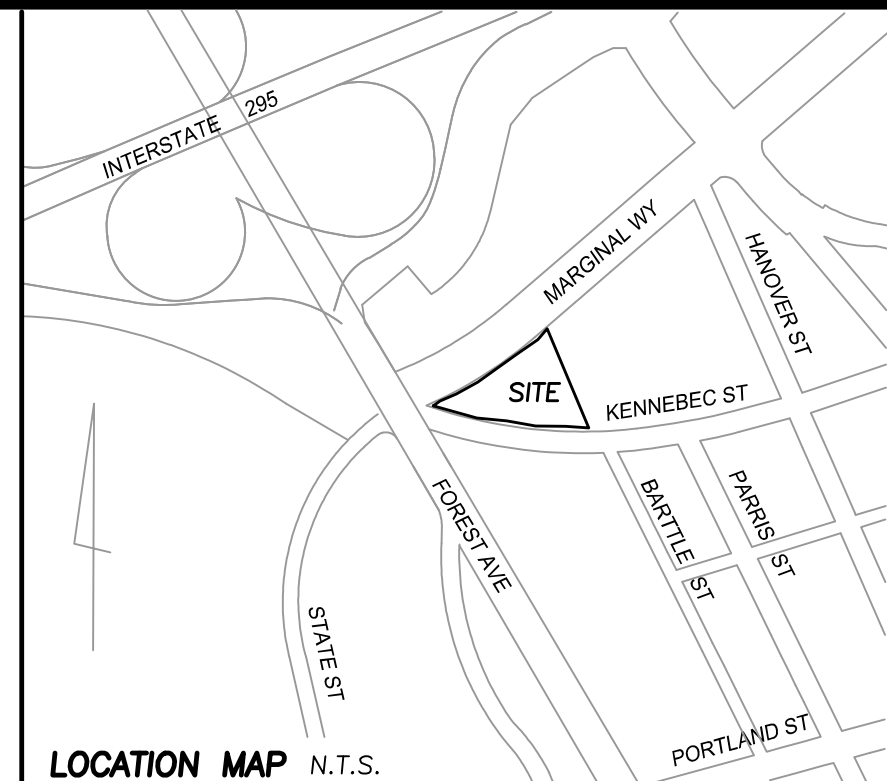 INTERSTATE 295
MARGINAL WY
HANOVER ST
SITE
KENNEBEC ST
FOREST AVE
BARTTLE ST
PARRIS ST
STATE ST
PORTLAND ST
LOCATION MAP N.T.S.